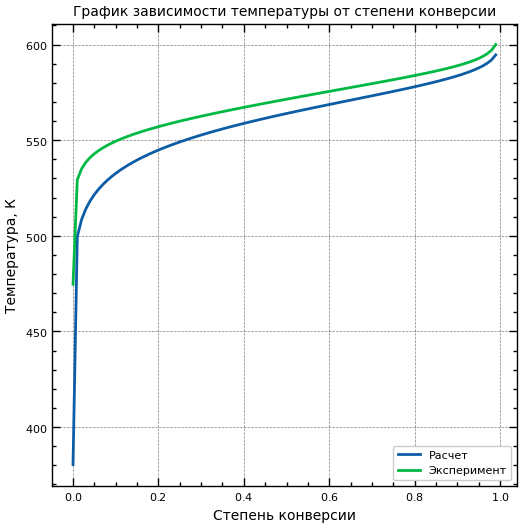 График зависимости температуры от степени конверсии
Температура, К
600
550
500
450
400
0.0 0.2 0.4 0.6 0.8 1.0
Степень конверсии
Расчет
Эксперимент